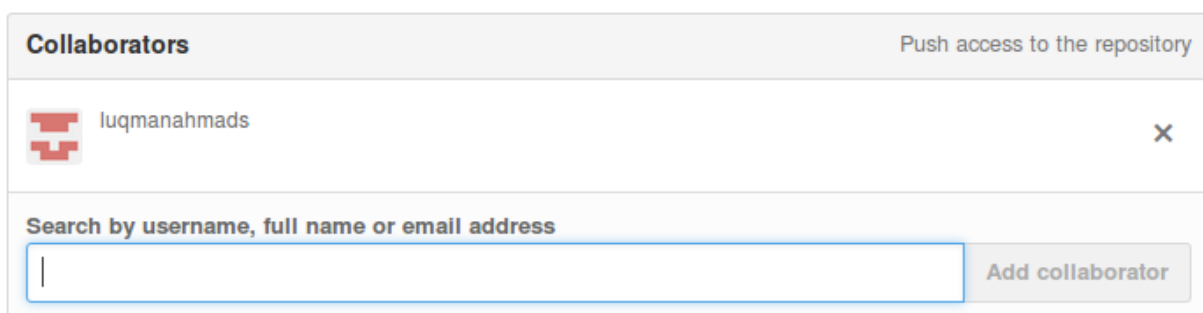 Collaborators Push access to the repository
luqmanahmads
Search by username, full name or email address
Add collaborator